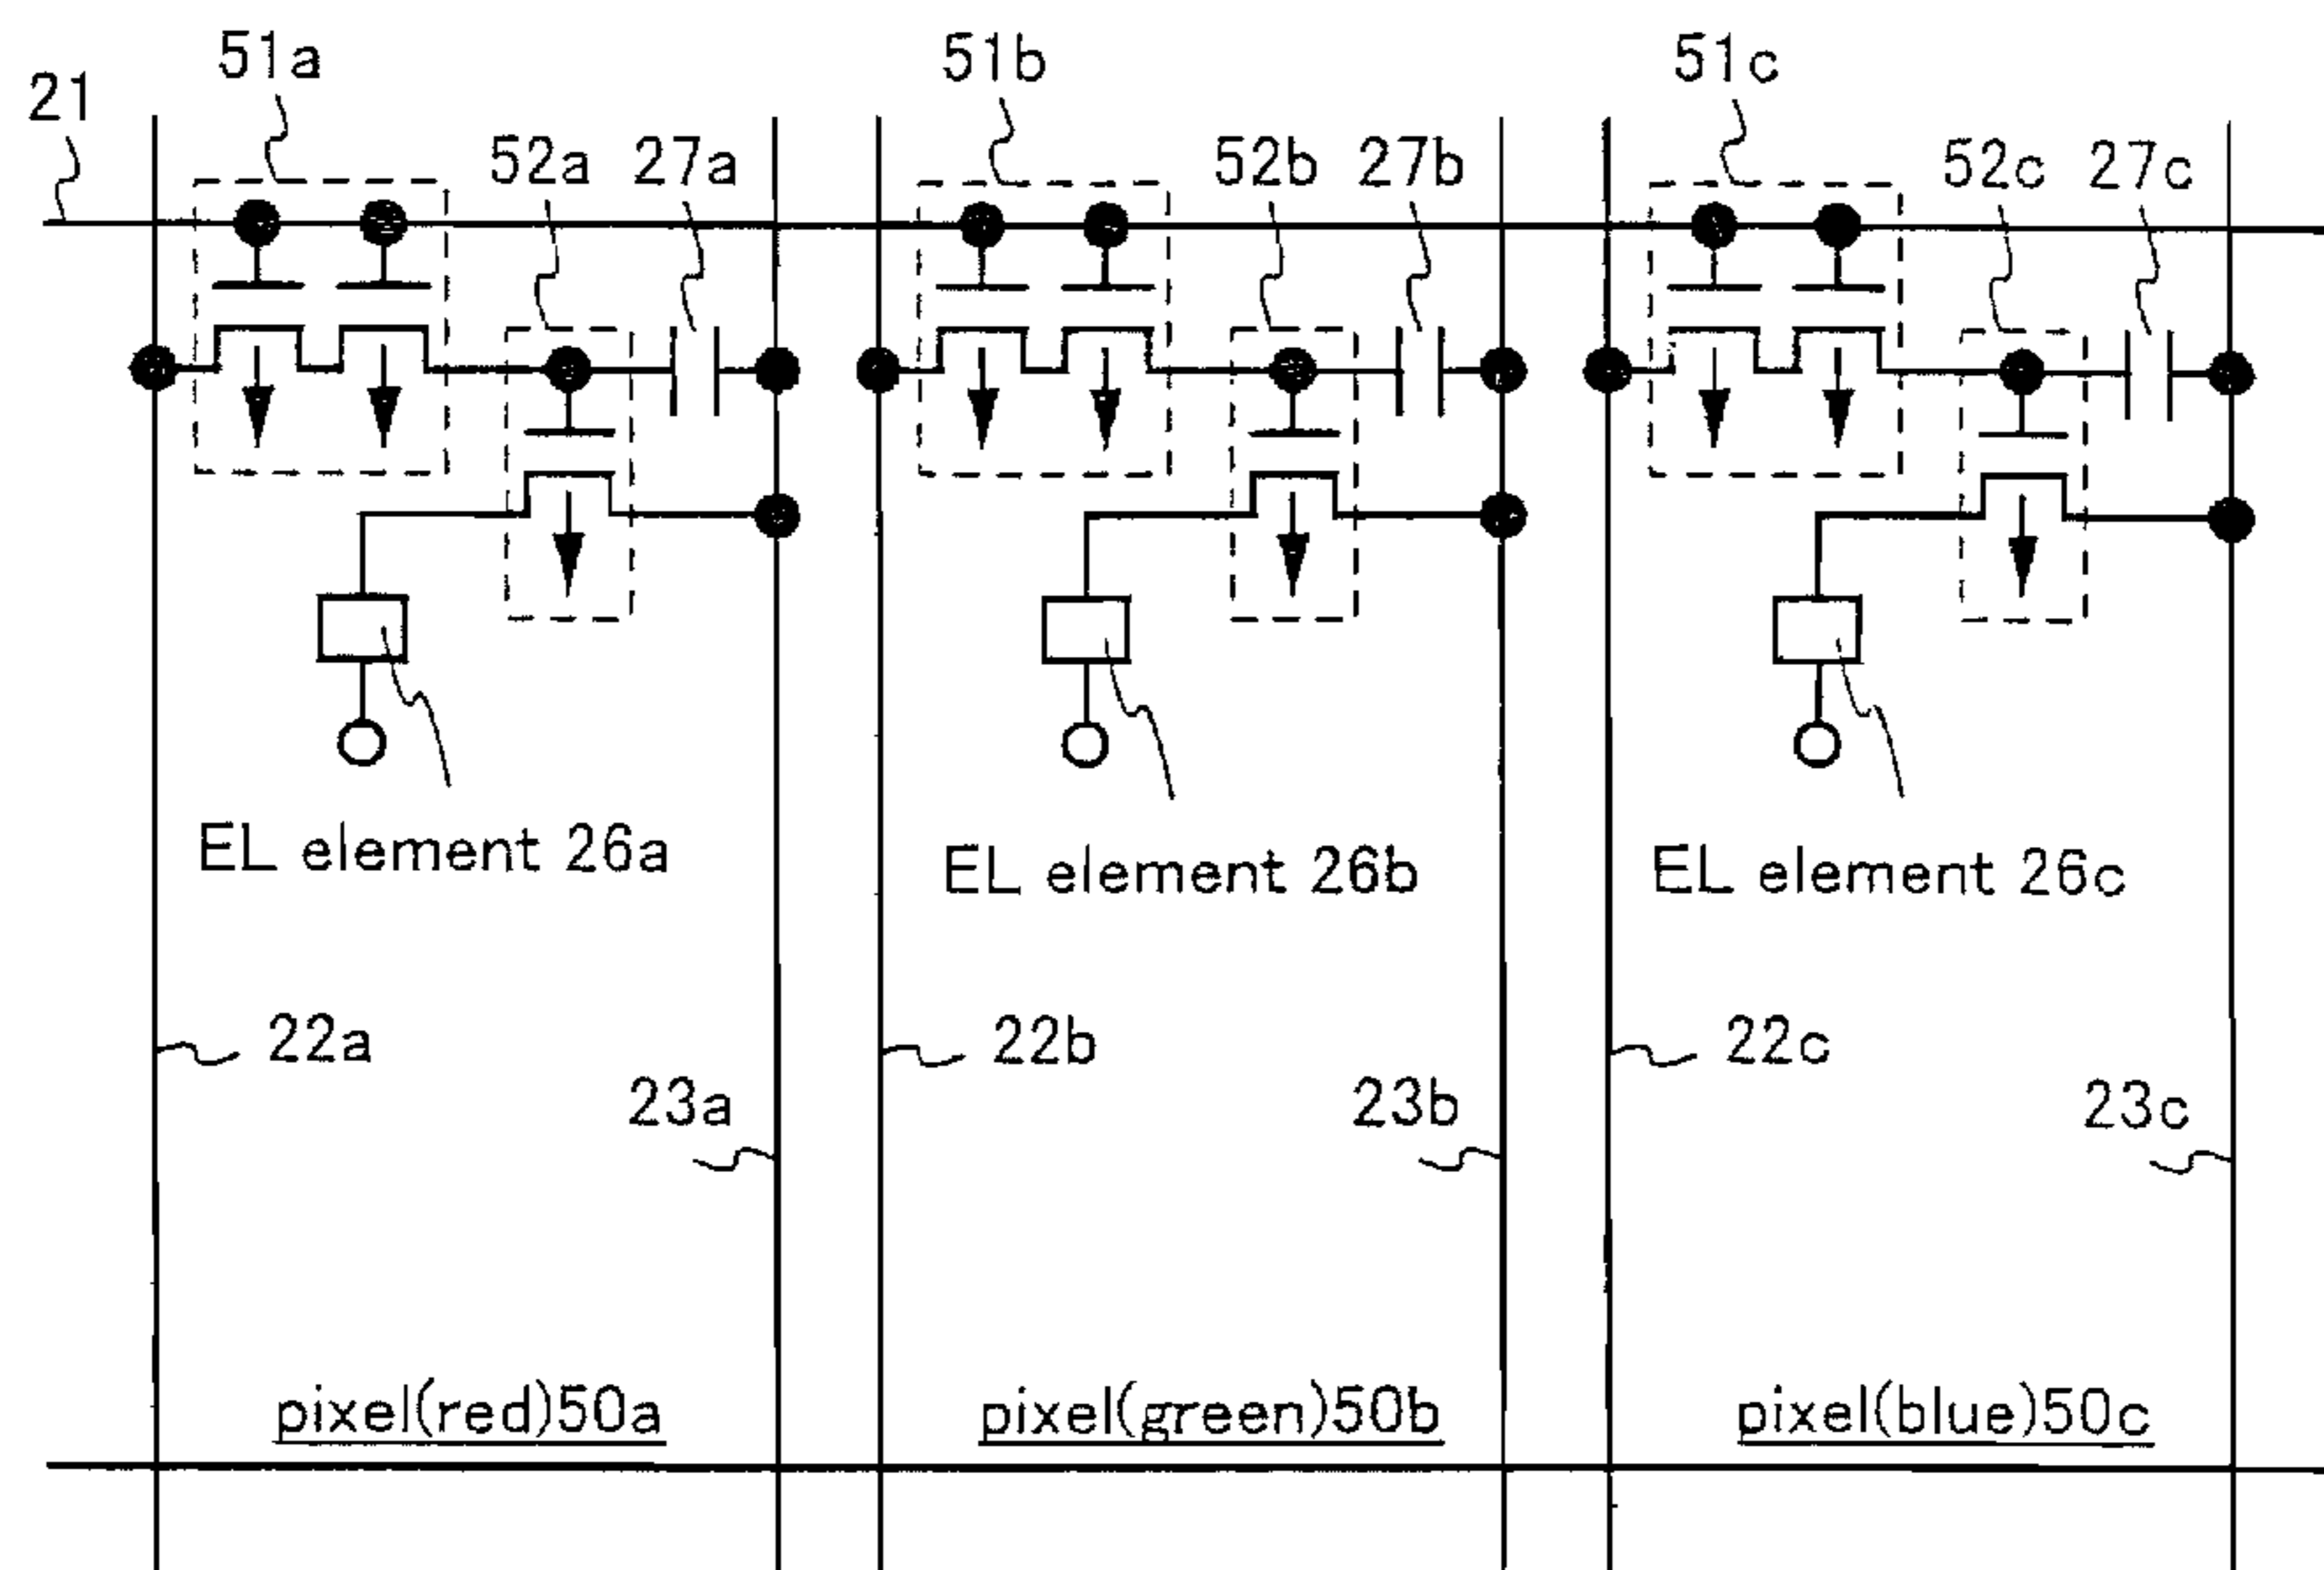 51a
51b
51c
21
52a
27a
52b
27b
52c
27c
EL element 26a
EL element 26b
EL element 26c
22a
22b
22c
23a
23b
23c
pixel(red)50a
pixel(green)50b
pixel(blue)50c